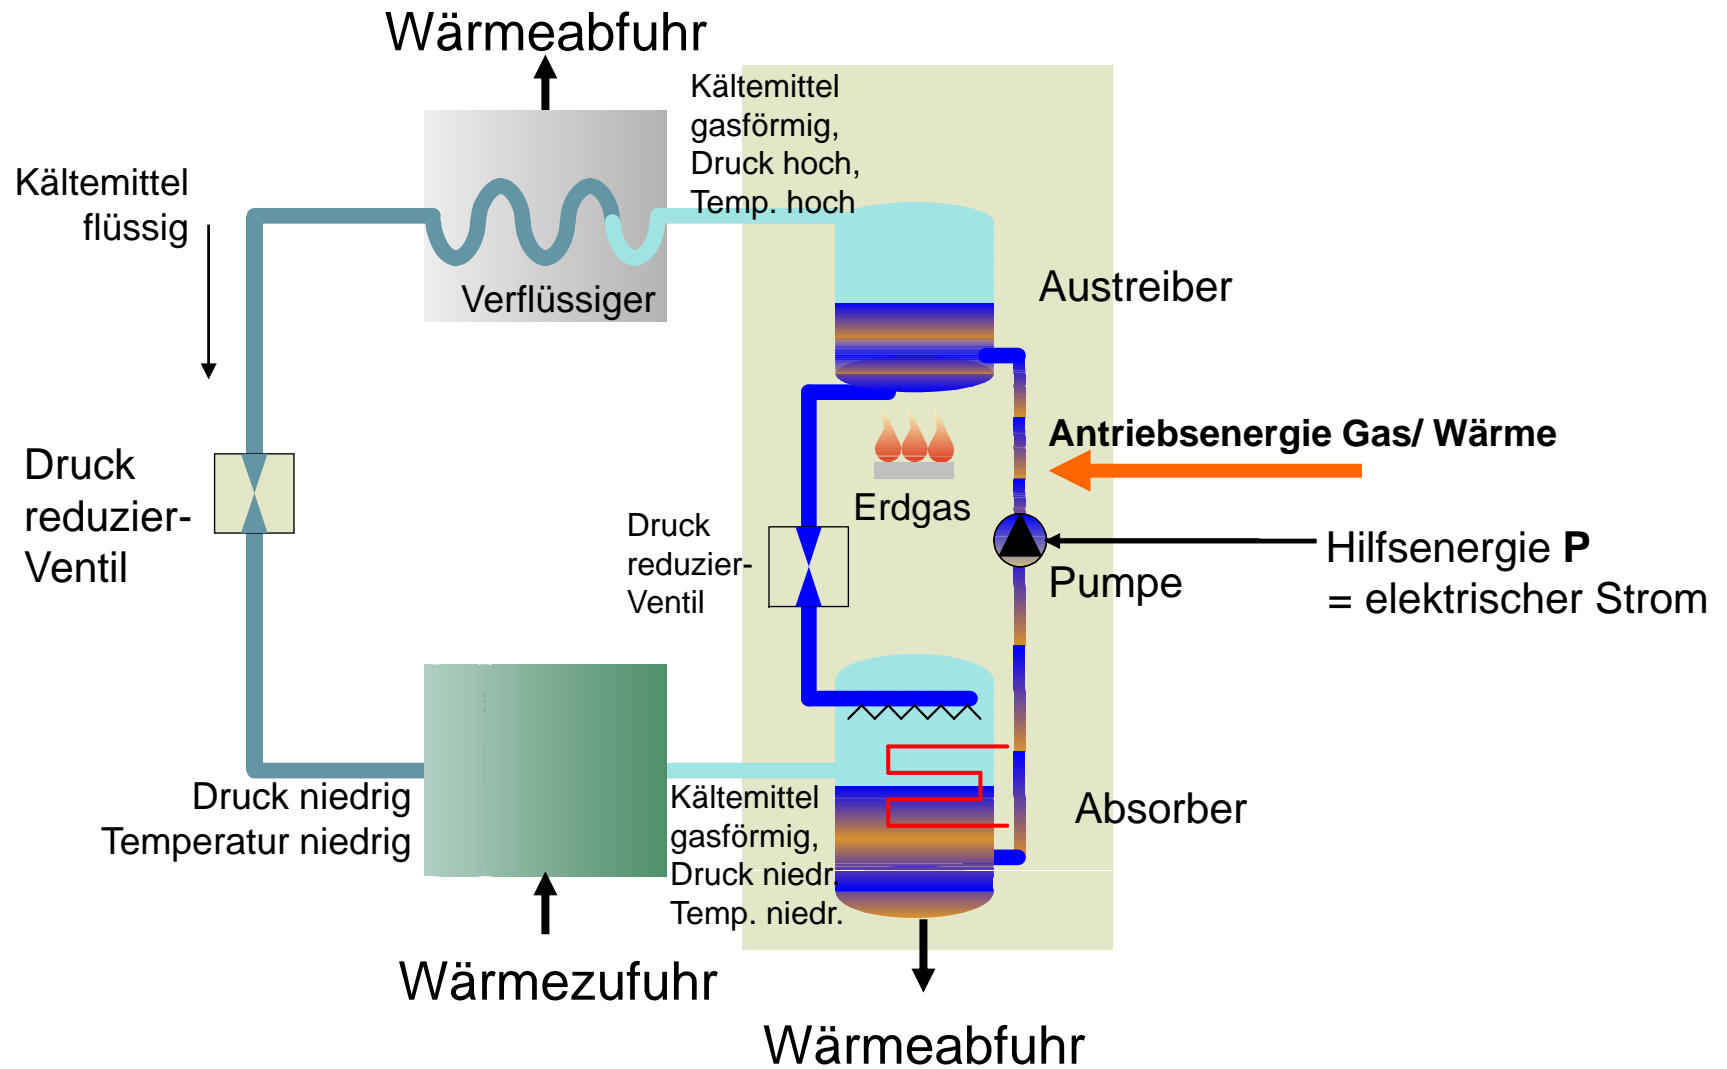 Wärmeabfuhr
Kältemittel
gasförmig,
Druck hoch,
Temp. hoch
Kältemittel
flüssig
Verflüssiger
Austreiber
Antriebsenergie Gas/ Wärme
Druck
reduzier-
Ventil
Erdgas
Druck
reduzier-
Ventil
Hilfsenergie P
= elektrischer Strom
Pumpe
Druck niedrig
Temperatur niedrig
Kältemittel
gasförmig,
Druck niedr.
Temp. niedr.
Absorber
Wärmezufuhr
Wärmeabfuhr